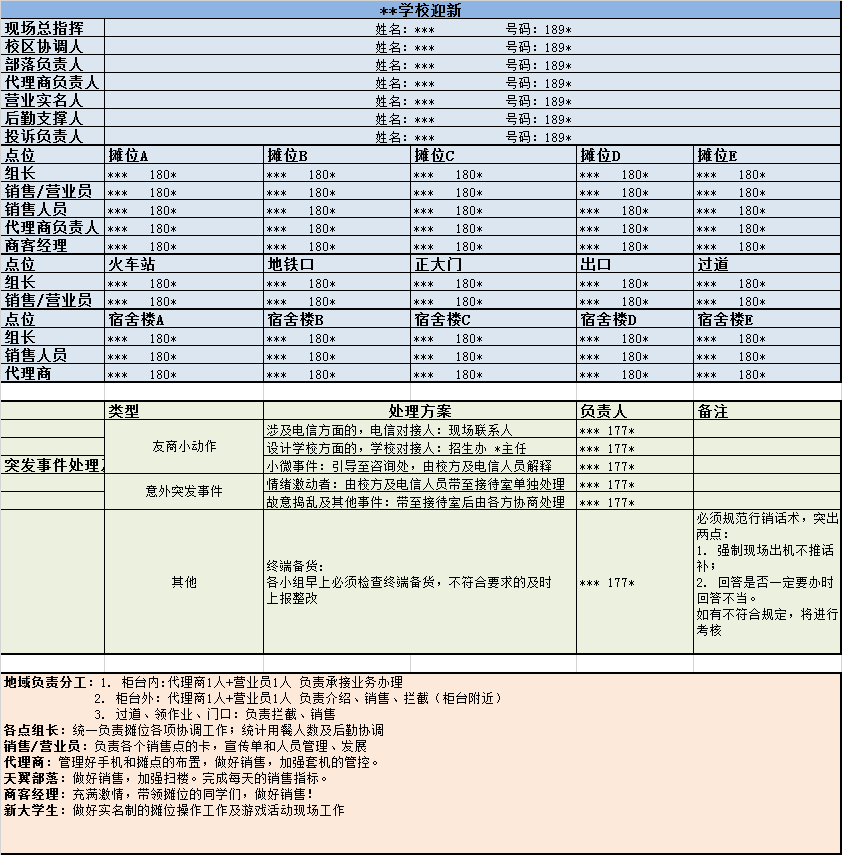 **学校迎新
现场总指挥 姓名：*** 号码：189*
校区协调人 姓名：*** 号码：189*
部落负责人 姓名：*** 号码：189*
代理商负责人 姓名：*** 号码：189*
营业实名人 姓名：*** 号码：189*
后勤支撑人 姓名：*** 号码：189*
投诉负责人 姓名：*** 号码：189*
点位 摊位A 摊位B 摊位C 摊位D 摊位E
组长 *** 180* *** 180* *** 180* *** 180* *** 180*
销售/营业员 *** 180* *** 180* *** 180* *** 180* *** 180*
销售人员 *** 180* *** 180* *** 180* *** 180* *** 180*
代理商负责人 *** 180* *** 180* *** 180* *** 180* *** 180*
商客经理 *** 180* *** 180* *** 180* *** 180* *** 180*
点位 火车站 地铁口 正大门 出口 过道
组长 *** 180* *** 180* *** 180* *** 180* *** 180*
销售/营业员 *** 180* *** 180* *** 180* *** 180* *** 180*
点位 宿舍楼A 宿舍楼B 宿舍楼C 宿舍楼D 宿舍楼E
组长 *** 180* *** 180* *** 180* *** 180* *** 180*
销售人员 *** 180* *** 180* *** 180* *** 180* *** 180*
代理商 *** 180* *** 180* *** 180* *** 180* *** 180*
类型 处理方案 负责人 备注
突发事件处理
友商小动作
涉及电信方面的，电信对接人：现场联系人 *** 177*
设计学校方面的，学校对接人：招生办 *主任 *** 177*
小微事件：引导至咨询处，由校方及电信人员解释 *** 177*
意外突发事件
情绪激动者：由校方及电信人员带至接待室单独处理 *** 177*
故意捣乱及其他事件：带至接待室后由各方协商处理 *** 177*
其他
终端备货：
各小组早上必须检查终端备货，不符合要求的及时
上报整改
*** 177*
必须规范行销话术，突出
两点：
1. 强制现场出机不推话
补；
2. 回答是否一定要办时
回答不当。
如有不符合规定，将进行
考核
地域负责分工：1. 柜台内:代理商1人+营业员1人 负责承接业务办理
2. 柜台外：代理商1人+营业员1人 负责介绍、销售、拦截（柜台附近）
3. 过道、领作业、门口：负责拦截、销售
各点组长：统一负责摊位各项协调工作；统计用餐人数及后勤协调
销售/营业员：负责各个销售点的卡，宣传单和人员管理、发展
代理商：管理好手机和摊点的布置，做好销售，加强套机的管控。
天翼部落：做好销售，加强扫楼。完成每天的销售指标。
商客经理：充满激情，带领摊位的同学们，做好销售！
新大学生：做好实名制的摊位操作工作及游戏活动现场工作